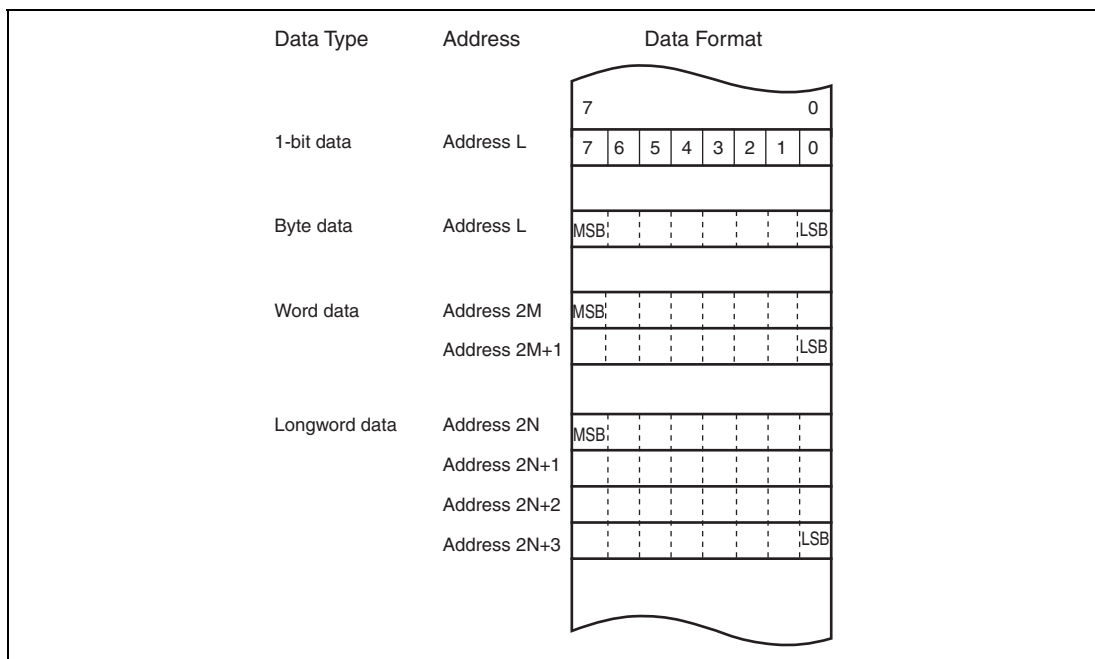 Data Type Address Data Format
7 0
1-bit data Address L 7 6 5 4 3 2 1 0
Byte data Address L MSB LSB
Word data Address 2M MSB
Address 2M+1 LSB
Longword data Address 2N MSB
Address 2N+1
Address 2N+2
Address 2N+3 LSB